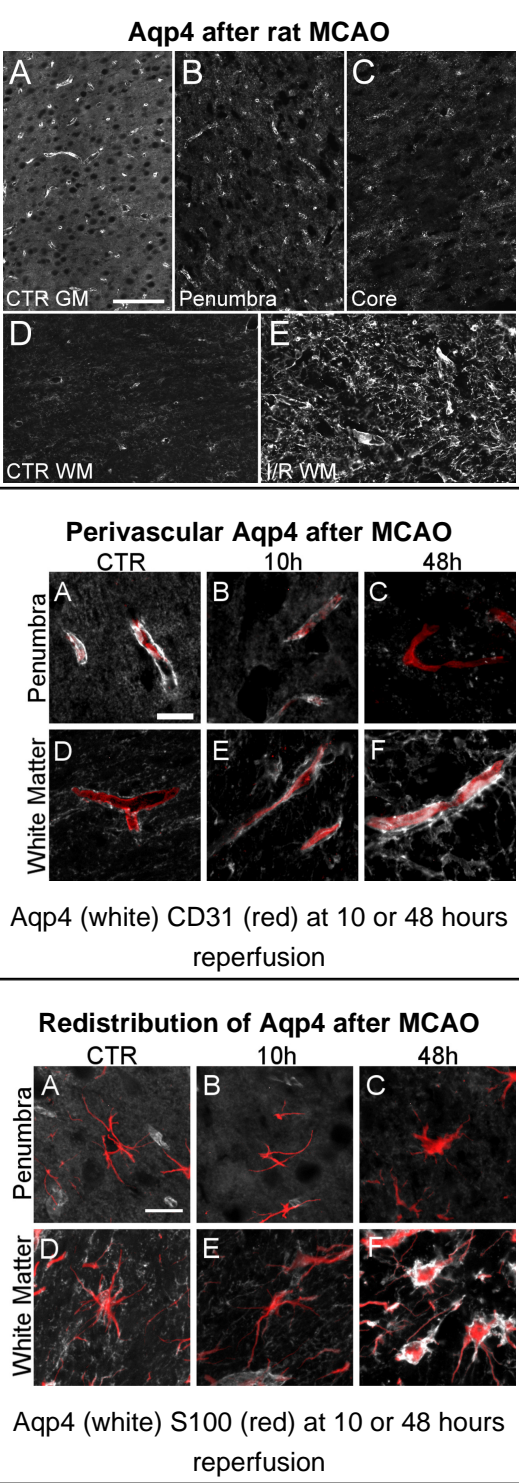 Aqp4 after rat MCAO
A B C
CTR GM Penumbra Core
D E
CTR WM I/R WM
Perivascular Aqp4 after MCAO
CTR 10h 48h
Penumbra
A B C
White Matter
D E F
Aqp4 (white) CD31 (red) at 10 or 48 hours
reperfusion
Redistribution of Aqp4 after MCAO
CTR 10h 48h
Penumbra
A B C
White Matter
D E F
Aqp4 (white) S100 (red) at 10 or 48 hours
reperfusion